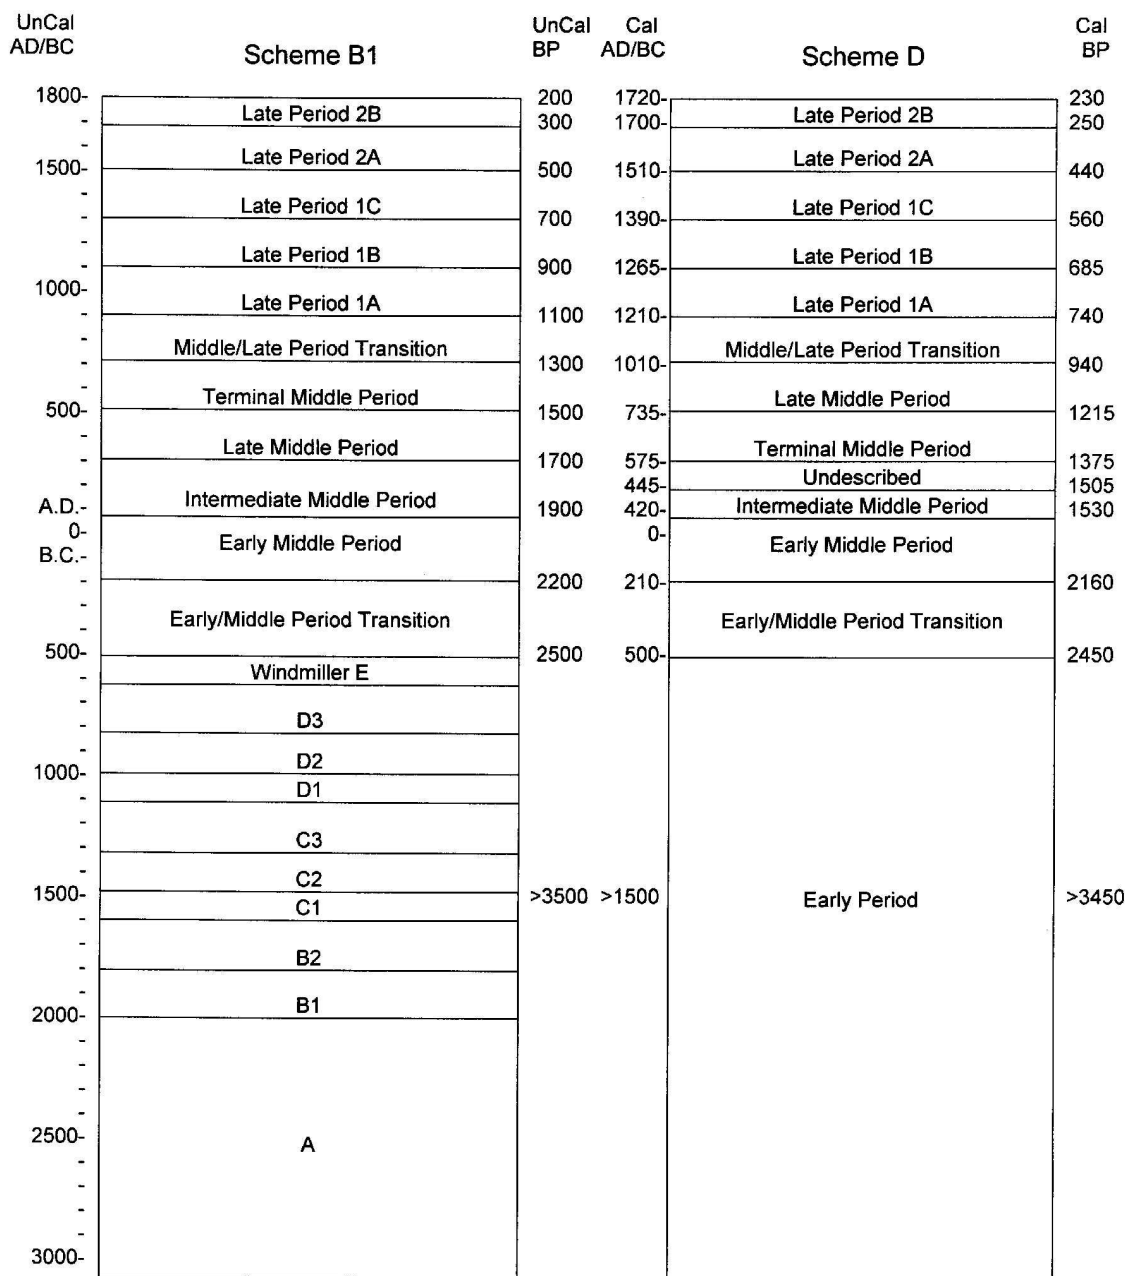 UnCal UnCal Cal Cal
AD/BC Scheme B1 BP AD/BC Scheme D BP
1800- 200 1720- 230
Late Period 2B Late Period 2B
- 300 1700- 250
-
Late Period 2A Late Period 2A
1500- 500 1510- 440
-
Late Period 1C Late Period 1C
- 700 1390- 560
-
Late Period 1B Late Period 1B
- 900 1265- 685
1000-
Late Period 1A Late Period 1A
- 1100 1210- 740
-
Middle/Late Period Transition Middle/Late Period Transition
- 1300 1010- 940
-
Terminal Middle Period Late Middle Period
500- 1500 735- 1215
-
Late Middle Period Terminal Middle Period
- 1700 575- 1375
- Undescribed
445- 1505
Intermediate Middle Period Intermediate Middle Period
A.D.- 1900 420- 1530
0- 0-
Early Middle Period Early Middle Period
B.C.-
- 2200 210- 2160
-
Early/Middle Period Transition Early/Middle Period Transition
-
500- 2500 500- 2450
Windmiller E
-
-
- D3
-
D2
1000-
D1
-
-
C3
-
-
C2
1500- >3500 >1500 Early Period >3450
C1
-
-
B2
-
-
B1
2000-
-
-
-
-
2500-
A
-
-
-
-
3000-